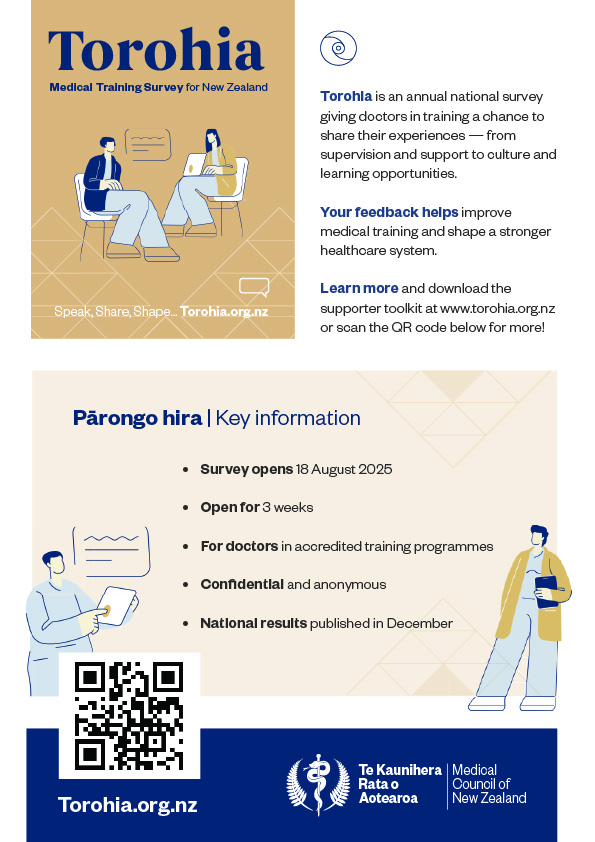 Torohia
Medical Training Survey for New Zealand
Speak, Share, Shape... Torohia.org.nz
Torohia is an annual national survey
giving doctors in training a chance to
share their experiences — from
supervision and support to culture and
learning opportunities.
Your feedback helps improve
medical training and shape a stronger
healthcare system.
Learn more and download the
supporter toolkit at www.torohia.org.nz
or scan the QR code below for more!
Pārongo hira | Key information
• Survey opens 18 August 2025
• Open for 3 weeks
• For doctors in accredited training programmes
• Confidential and anonymous
• National results published in December
Torohia.org.nz
Te Kaunihera
Rata o
Aotearoa
Medical
Council of
New Zealand